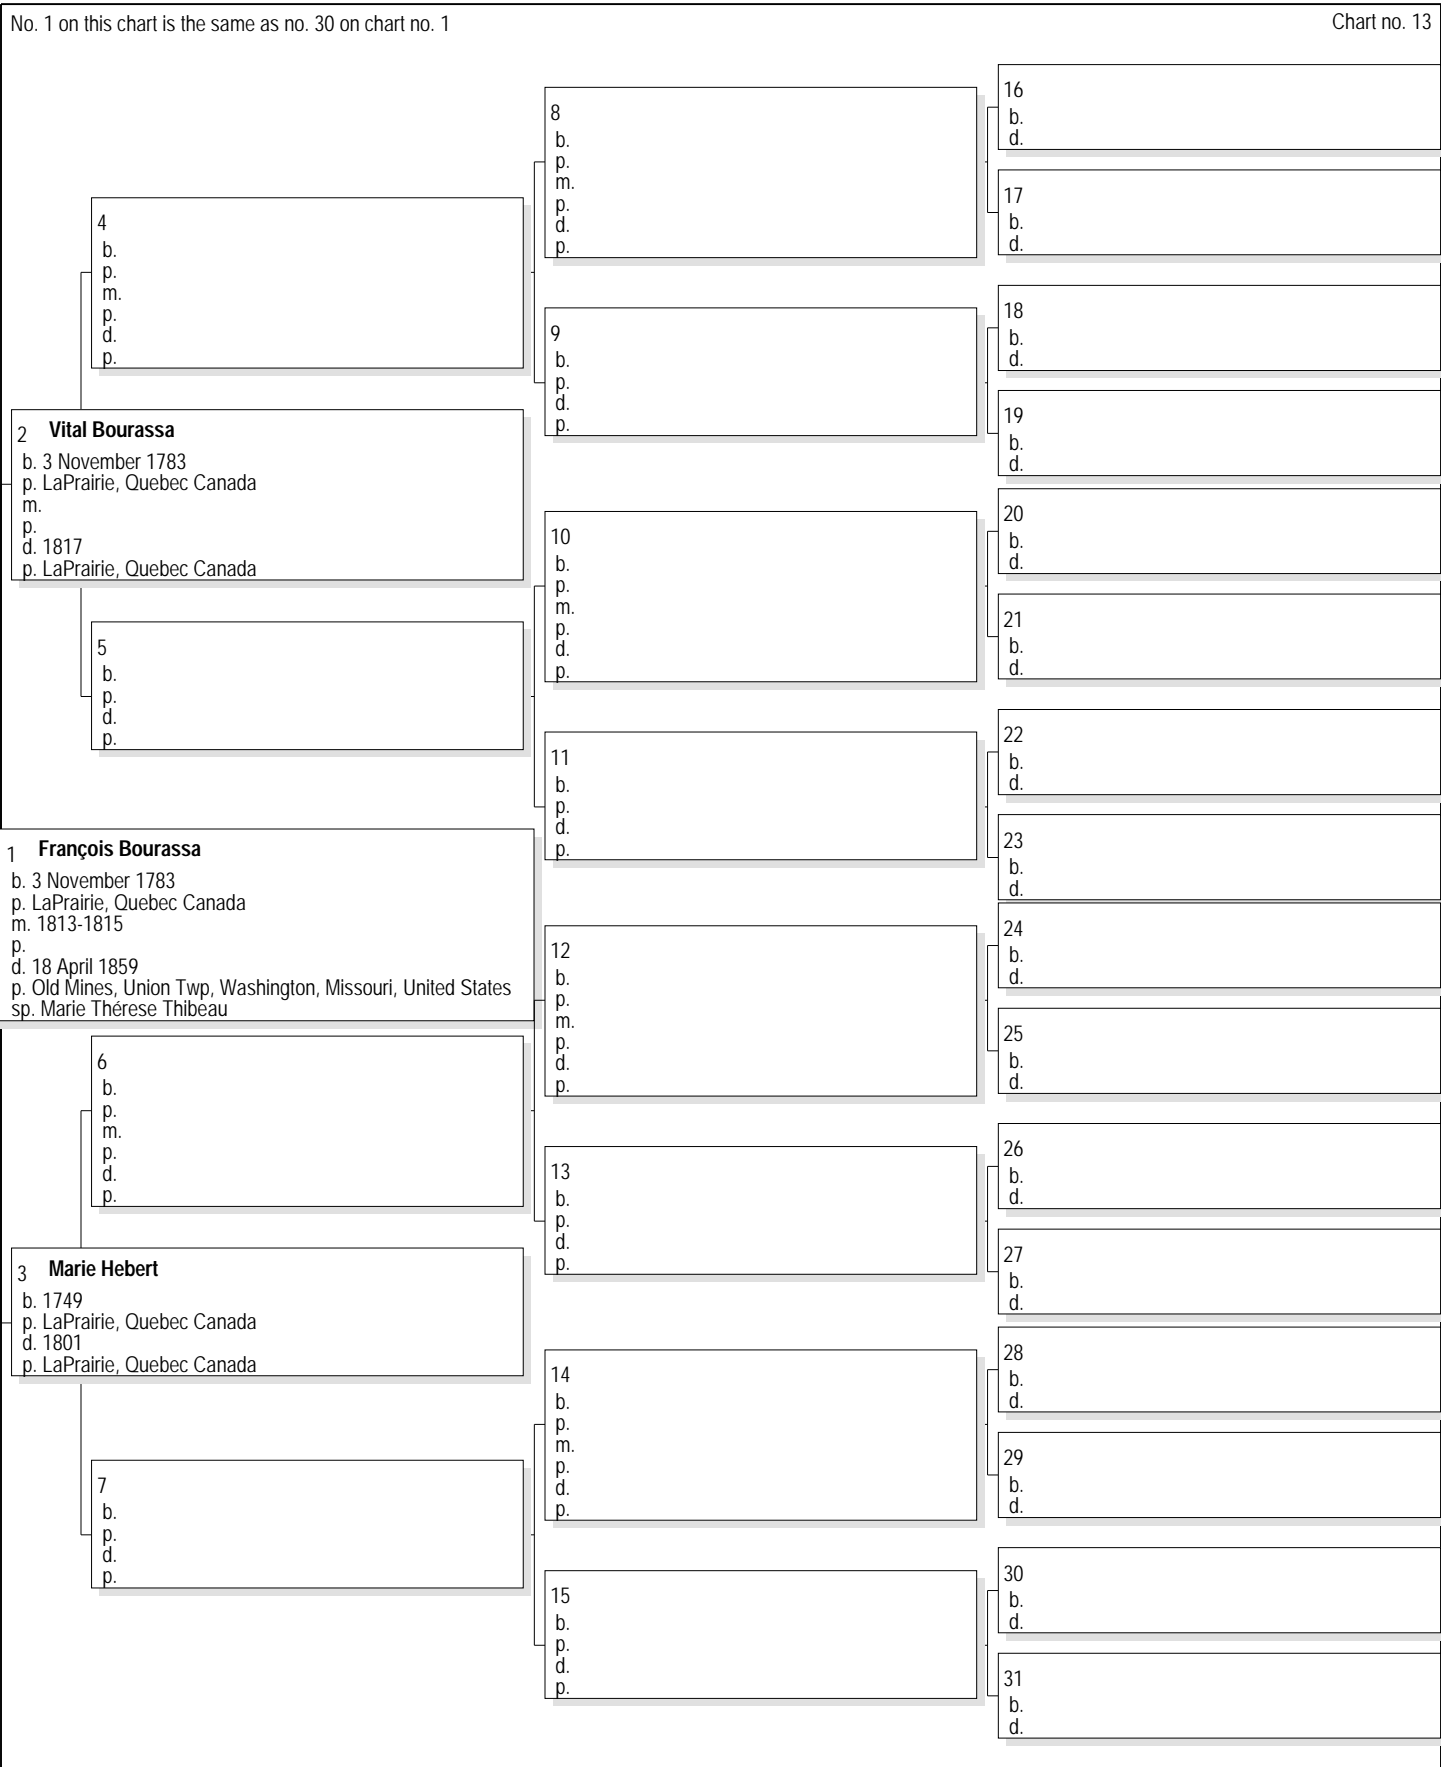 No. 1 on this chart is the same as no. 30 on chart no. 1
Chart no. 13
1 François Bourassa
b. 3 November 1783
p. LaPrairie, Quebec Canada
m. 1813-1815
p.
d. 18 April 1859
p. Old Mines, Union Twp, Washington, Missouri, United States
sp. Marie Thérese Thibeau
2 Vital Bourassa
b. 3 November 1783
p. LaPrairie, Quebec Canada
m.
p.
d. 1817
p. LaPrairie, Quebec Canada
3 Marie Hebert
b. 1749
p. LaPrairie, Quebec Canada
d. 1801
p. LaPrairie, Quebec Canada
4
b.
p.
m.
p.
d.
p.
5
b.
p.
d.
p.
6
b.
p.
m.
p.
d.
p.
7
b.
p.
d.
p.
8
b.
p.
m.
p.
d.
p.
9
b.
p.
d.
p.
10
b.
p.
m.
p.
d.
p.
11
b.
p.
d.
p.
12
b.
p.
m.
p.
d.
p.
13
b.
p.
d.
p.
14
b.
p.
m.
p.
d.
p.
15
b.
p.
d.
p.
16
b.
d.
17
b.
d.
18
b.
d.
19
b.
d.
20
b.
d.
21
b.
d.
22
b.
d.
23
b.
d.
24
b.
d.
25
b.
d.
26
b.
d.
27
b.
d.
28
b.
d.
29
b.
d.
30
b.
d.
31
b.
d.